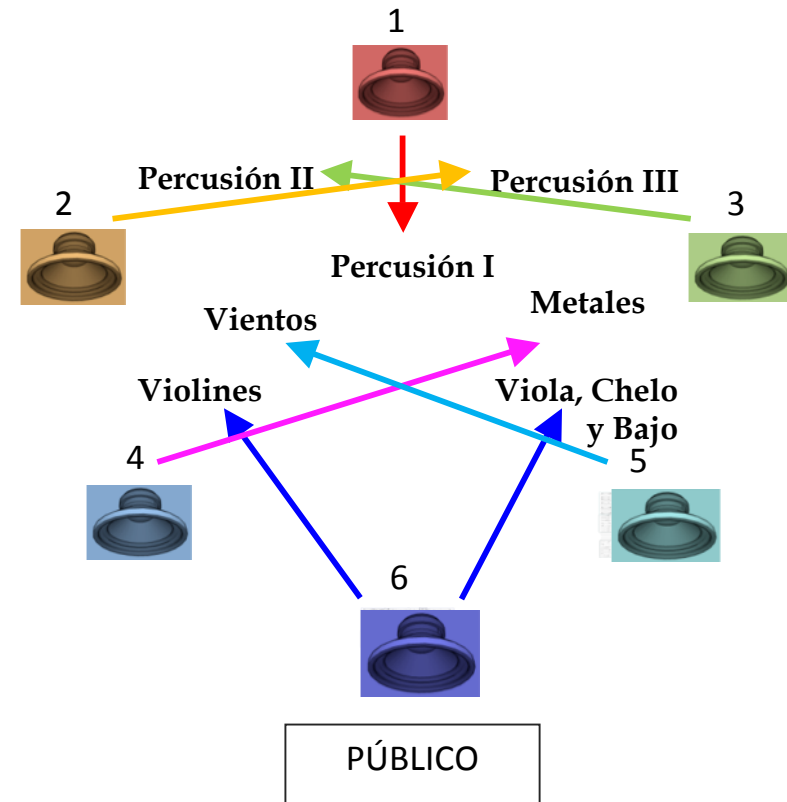 1
Percusión II
Percusión III
2
3
Percusión I
Metales
Vientos
Violines
Viola, Chelo
y Bajo
4
5
6
PÚBLICO